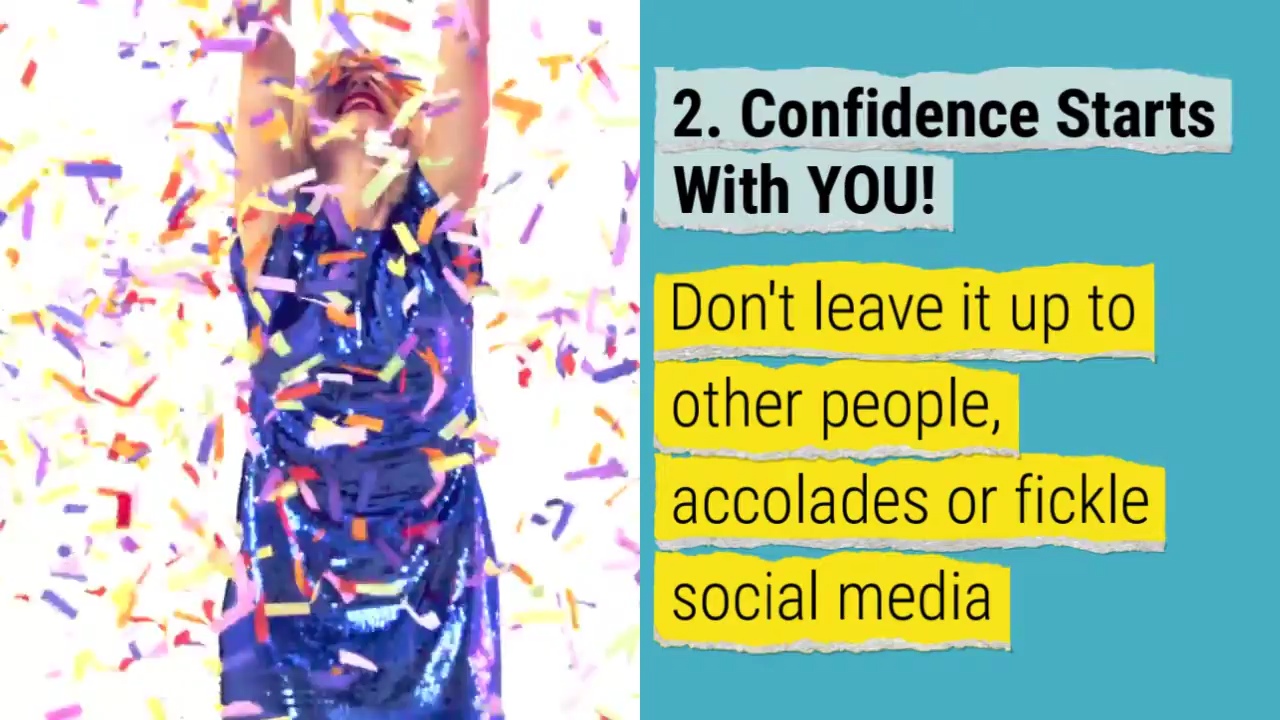 2. Confidence Starts
With YOU!
Don't leave it up to
other people,
accolades or fickle
social media